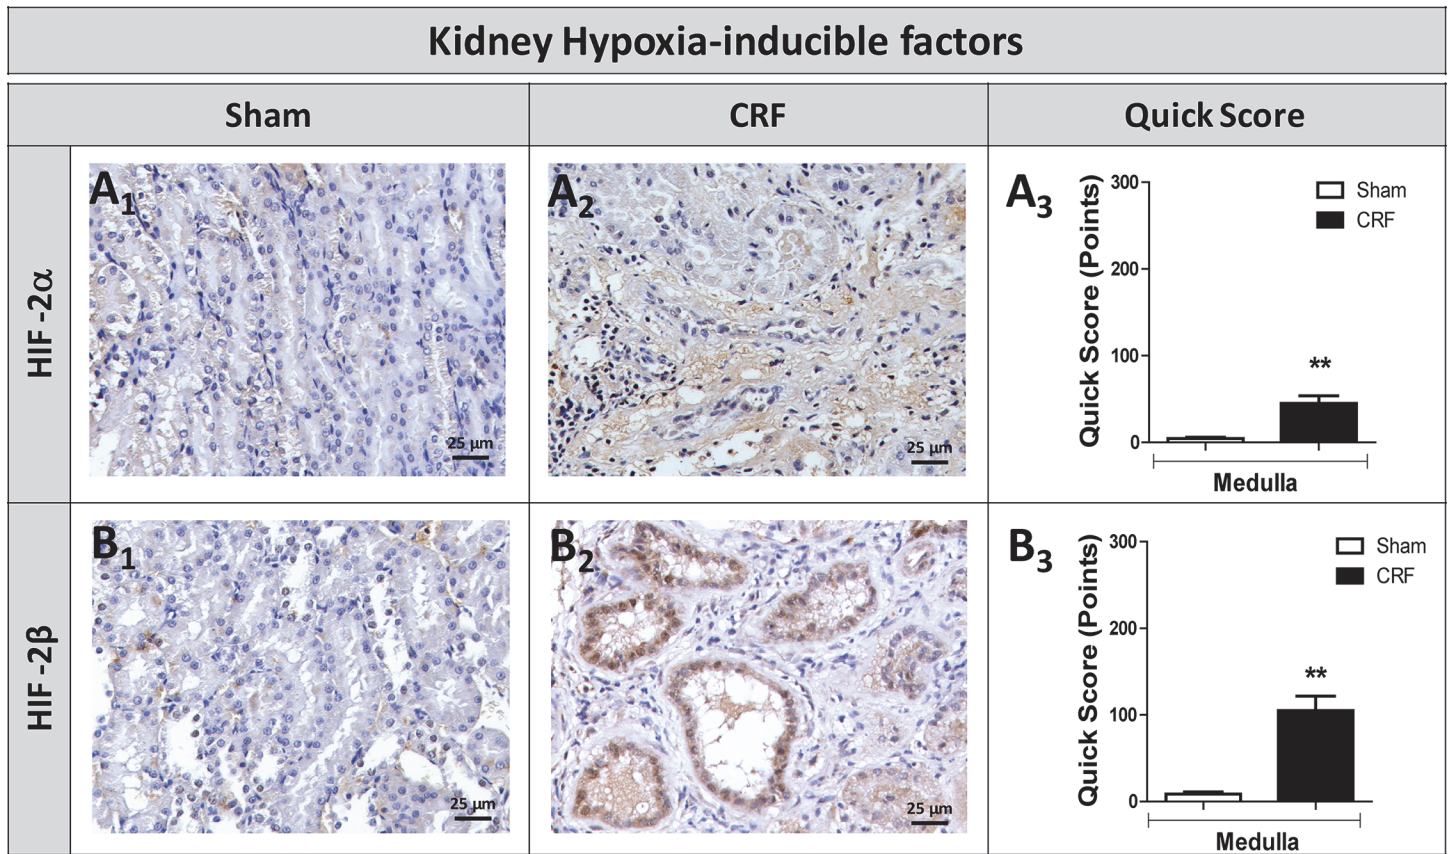 Kidney Hypoxia-inducible factors
Sham
CRF
Quick Score
HIF -2α
A1
25 µm
A2
25 µm
A3
Quick Score (Points)
300
200
100
0
Sham
CRF
**
Medulla
HIF -2β
B1
25 µm
B2
25 µm
B3
Quick Score (Points)
300
200
100
0
Sham
CRF
**
Medulla